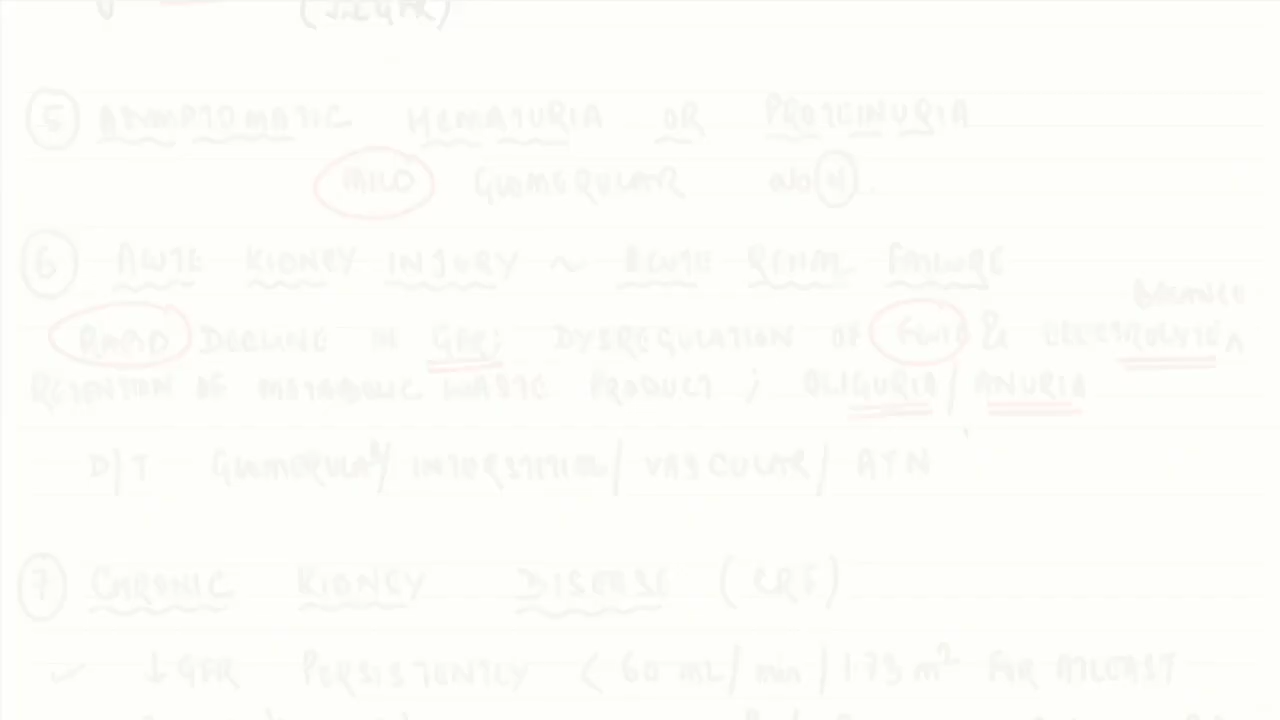 (↓in GFR)
⑤ ASYMPTOMATIC HEMATURIA OR PROTEINURIA
MILD GLOMERULAR
⑥ ACUTE KIDNEY INJURY ~ ACUTE RENAL FAILURE
RAPID DECLINE IN GFR; DYSREGULATION OF FLUID & ELECTROLYTE
RETENTION OF METABOLIC WASTE PRODUCT ; OLIGURIA / ANURIA
D|T GLOMERULAR / INTERSTITIAL / VASCULAR / ATN
⑦ CHRONIC KIDNEY DISEASE (CRF)
↓GFR PERSISTENTLY < 60 mL/min/1.73 m² FOR ATLEAST